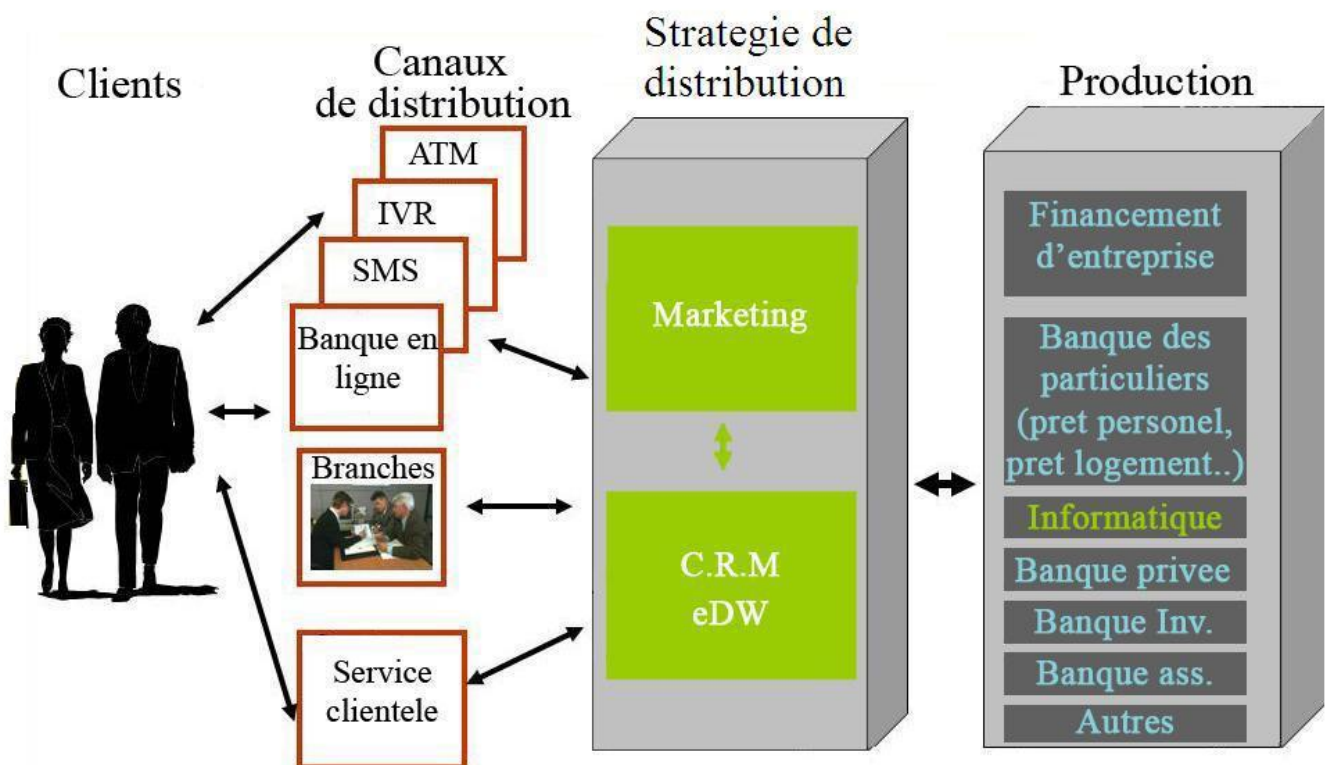 Clients
Canaux
de distribution
ATM
IVR
SMS
Banque en
ligne
Branches
Service
clientele
Strategie de
distribution
Marketing
C.R.M
eDW
Production
Financement
d’entreprise
Banque des
particuliers
(pret personel,
pret logement..)
Informatique
Banque privee
Banque Inv.
Banque ass.
Autres